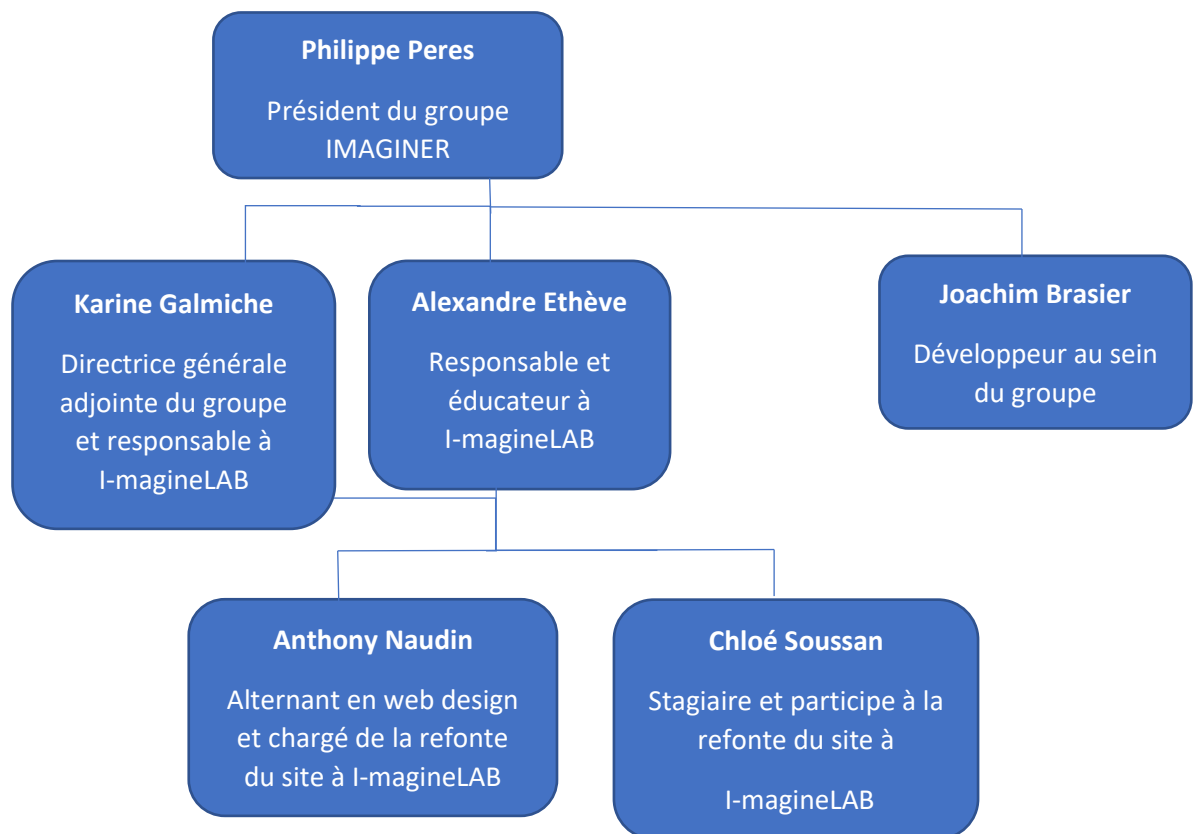 Philippe Peres
Président du groupe
IMAGINER
Karine Galmiche
Directrice générale
adjointe du groupe
et responsable à
I-magineLAB
Alexandre Ethève
Responsable et
éducateur à
I-magineLAB
Joachim Brasier
Développeur au sein
du groupe
Anthony Naudin
Alternant en web design
et chargé de la refonte
du site à I-magineLAB
Chloé Soussan
Stagiaire et participe à la
refonte du site à
I-magineLAB